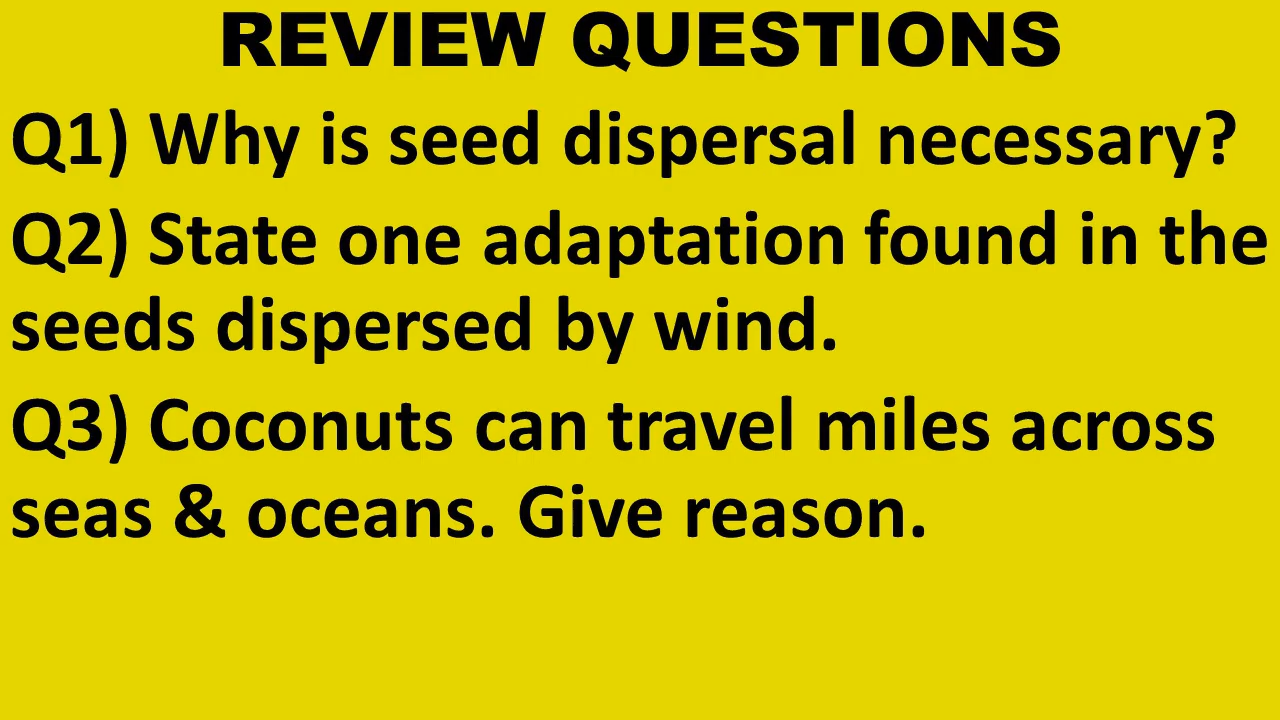 REVIEW QUESTIONS
Q1) Why is seed dispersal necessary?
Q2) State one adaptation found in the
seeds dispersed by wind.
Q3) Coconuts can travel miles across
seas & oceans. Give reason.